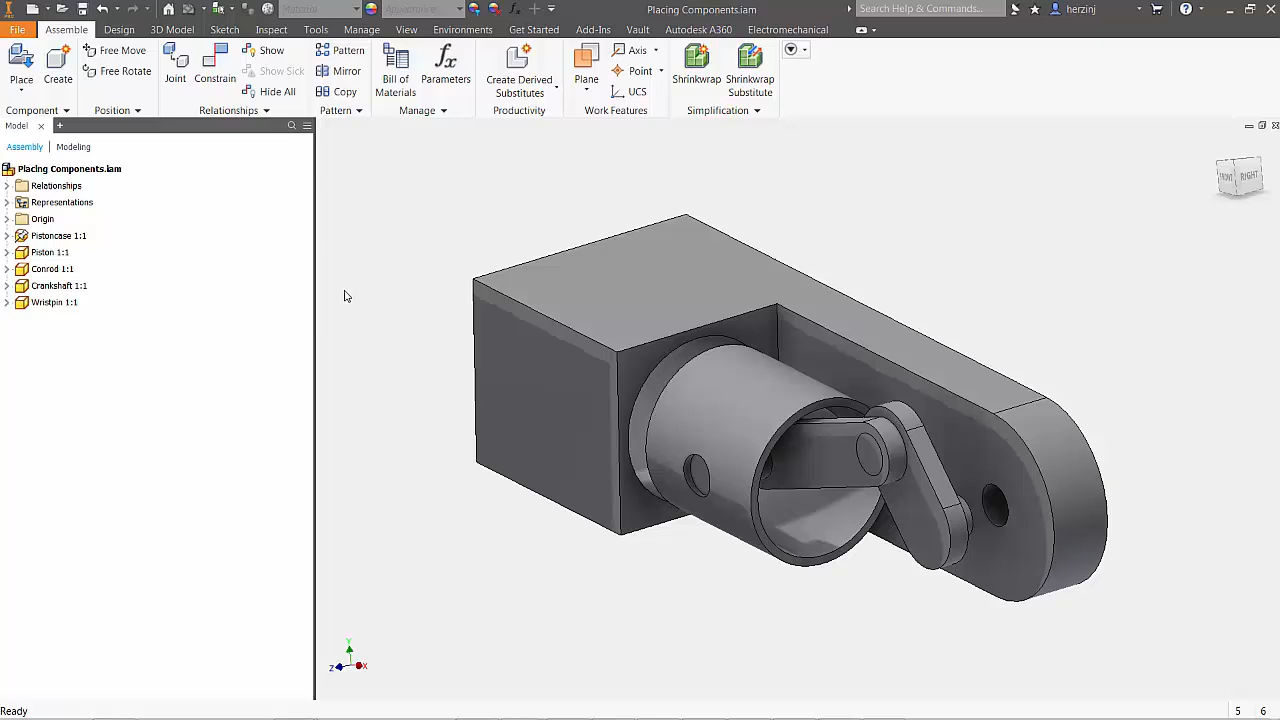 Material
Appearance
Placing Components.iam
Search Help & Commands...
herzinj
File
Assemble
Design
3D Model
Sketch
Inspect
Tools
Manage
View
Environments
Get Started
Add-Ins
Vault
Autodesk A360
Electromechanical
Place
Create
Free Move
Free Rotate
Joint
Constrain
Show
Show Sick
Hide All
Pattern
Mirror
Copy
Bill of
Materials
Parameters
Create Derived
Substitutes
Plane
Axis
Point
UCS
Shrinkwrap
Shrinkwrap
Substitute
Component
Position
Relationships
Pattern
Manage
Productivity
Work Features
Simplification
Model
Assembly
Modeling
Placing Components.iam
Relationships
Representations
Origin
Pistoncase 1:1
Piston 1:1
Conrod 1:1
Crankshaft 1:1
Wristpin 1:1
FRONT
RIGHT
Y
Z
X
Ready
5
6